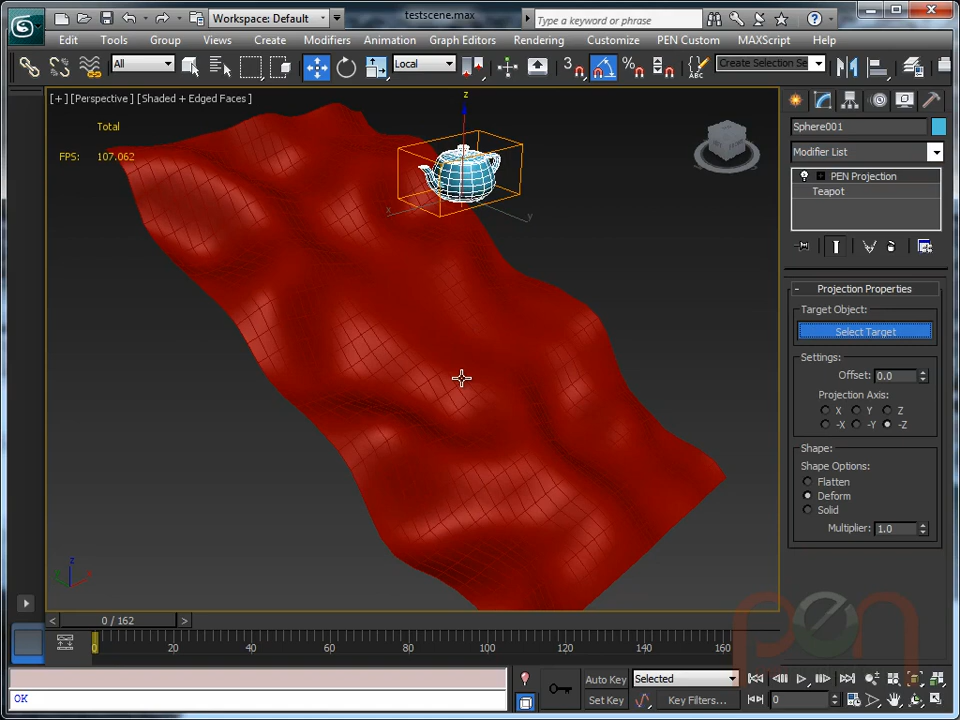 Workspace: Default
testscene.max
Type a keyword or phrase
Edit Tools Group Views Create Modifiers Animation Graph Editors Rendering Customize PEN Custom MAXScript Help
All
Local
3
Create Selection Se
[+] [Perspective] [Shaded + Edged Faces]
Total
FPS: 107.062
z
x
y
Sphere001
Modifier List
PEN Projection
Teapot
- Projection Properties
Target Object:
Select Target
Settings:
Offset: 0.0
Projection Axis:
X Y Z
-X -Y -Z
Shape:
Shape Options:
Flatten
Deform
Solid
Multiplier: 1.0
z
pen
< 0 / 162 >
0 20 40 60 80 100 120 140 160
Auto Key Selected
OK
Set Key Key Filters... 0